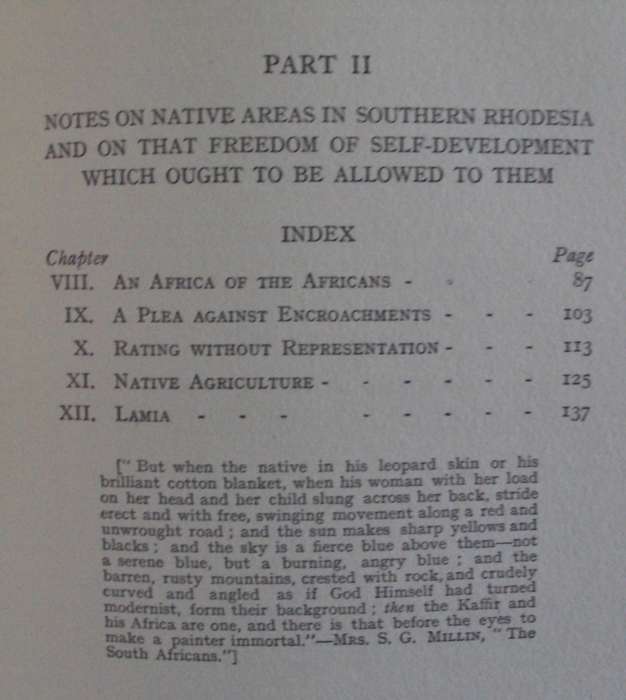 PART II
NOTES ON NATIVE AREAS IN SOUTHERN RHODESIA
AND ON THAT FREEDOM OF SELF-DEVELOPMENT
WHICH OUGHT TO BE ALLOWED TO THEM
INDEX
Chapter Page
VIII. AN AFRICA OF THE AFRICANS - - 87
IX. A PLEA AGAINST ENCROACHMENTS - - - 103
X. RATING WITHOUT REPRESENTATION - - - 113
XI. NATIVE AGRICULTURE - - - - - - 125
XII. LAMIA - - - - - - - - 137
[" But when the native in his leopard skin or his
brilliant cotton blanket, when his woman with her load
on her head and her child slung across her back, stride
erect and with free, swinging movement along a red and
unwrought road ; and the sun makes sharp yellows and
blacks ; and the sky is a fierce blue above them—not
a serene blue, but a burning, angry blue ; and the
barren, rusty mountains, crested with rock, and crudely
curved and angled as if God Himself had turned
modernist, form their background ; then the Kaffir and
his Africa are one, and there is that before the eyes to
make a painter immortal."—MRS. S. G. MILLIN, " The
South Africans."]